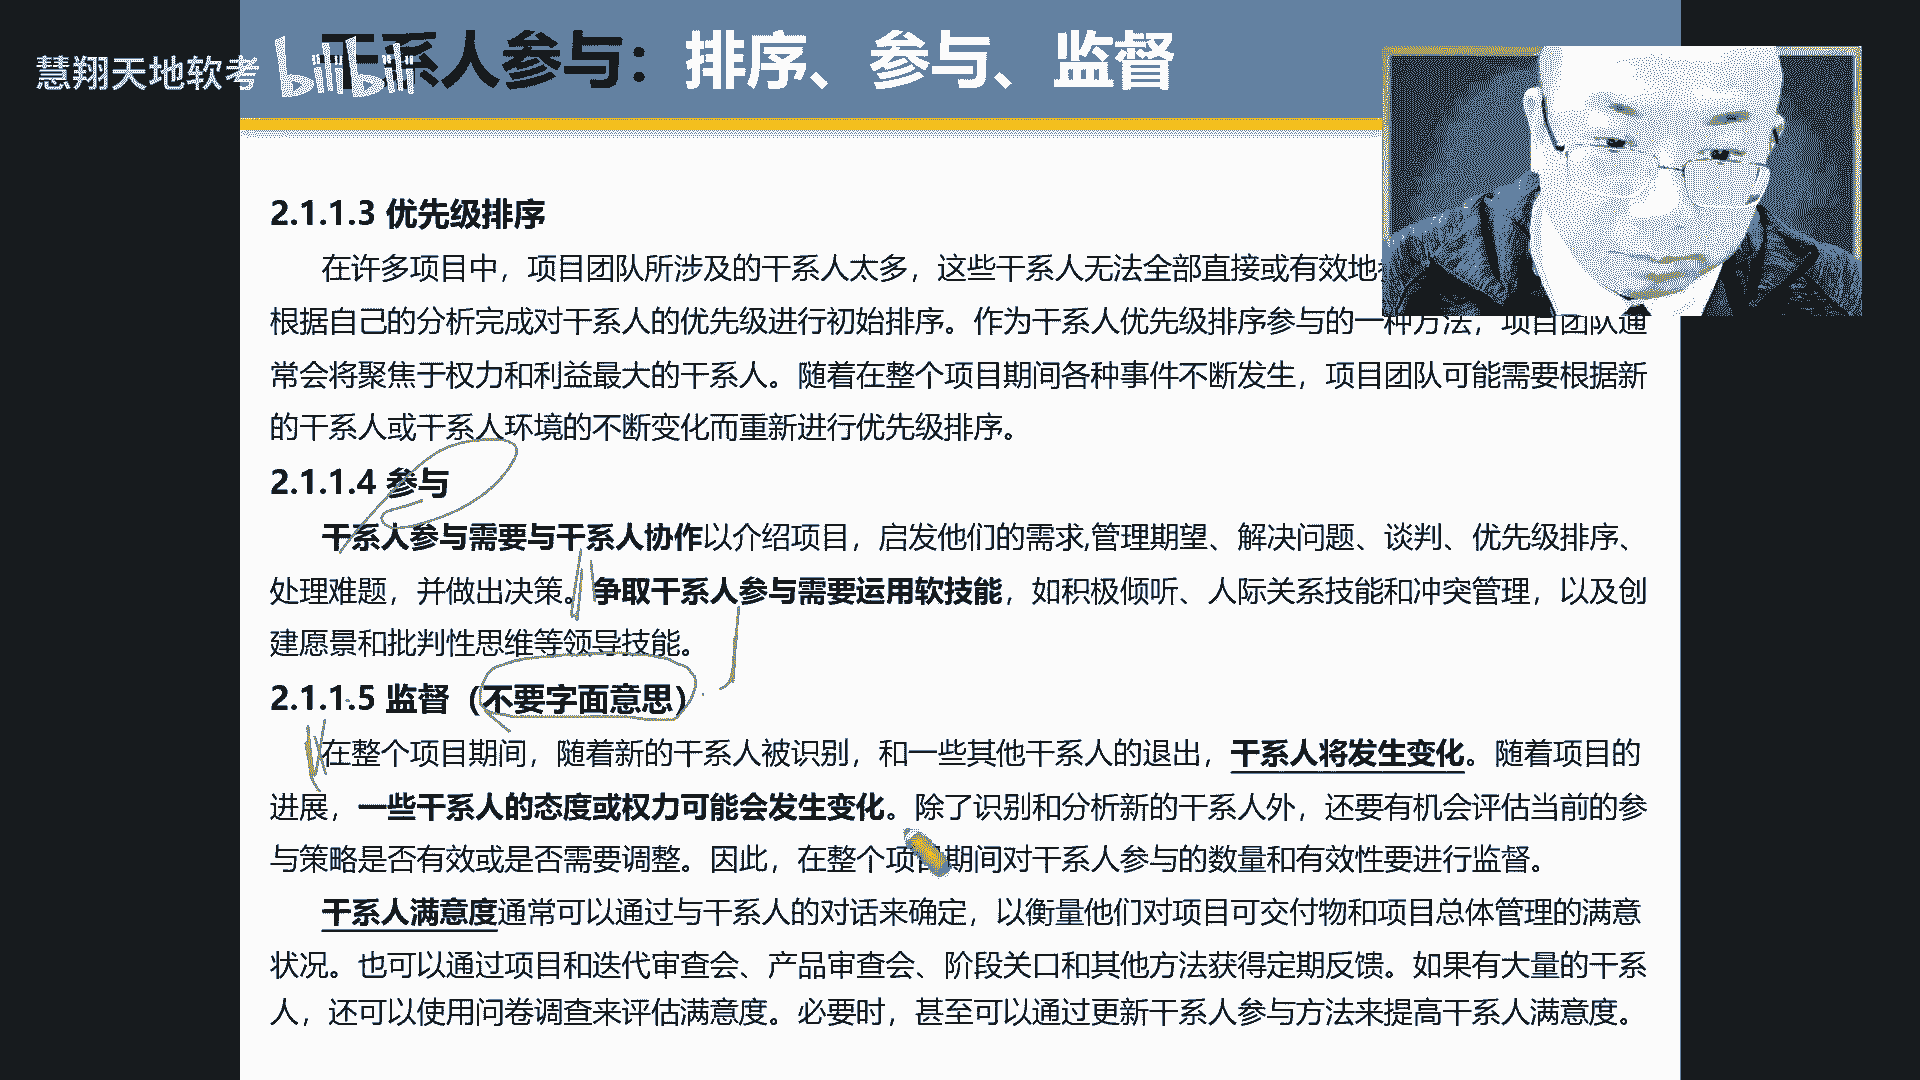 慧翔天地软考 bilibili
干系人参与：排序、参与、监督
2.1.1.3 优先级排序
在许多项目中，项目团队所涉及的干系人太多，这些干系人无法全部直接或有效地
根据自己的分析完成对干系人的优先级进行初始排序。作为干系人优先级排序参与的一种方法，项目团队通
常会将聚焦于权力和利益最大的干系人。随着在整个项目期间各种事件不断发生，项目团队可能需要根据新
的干系人或干系人环境的不断变化而重新进行优先级排序。
2.1.1.4 参与
干系人参与需要与干系人协作以介绍项目，启发他们的需求,管理期望、解决问题、谈判、优先级排序、
处理难题，并做出决策。争取干系人参与需要运用软技能，如积极倾听、人际关系技能和冲突管理，以及创
建愿景和批判性思维等领导技能。
2.1.1.5 监督（不要字面意思）
在整个项目期间，随着新的干系人被识别，和一些其他干系人的退出，干系人将发生变化。随着项目的
进展，一些干系人的态度或权力可能会发生变化。除了识别和分析新的干系人外，还要有机会评估当前的参
与策略是否有效或是否需要调整。因此，在整个项目期间对干系人参与的数量和有效性要进行监督。
干系人满意度通常可以通过与干系人的对话来确定，以衡量他们对项目可交付物和项目总体管理的满意
状况。也可以通过项目和迭代审查会、产品审查会、阶段关口和其他方法获得定期反馈。如果有大量的干系
人，还可以使用问卷调查来评估满意度。必要时，甚至可以通过更新干系人参与方法来提高干系人满意度。